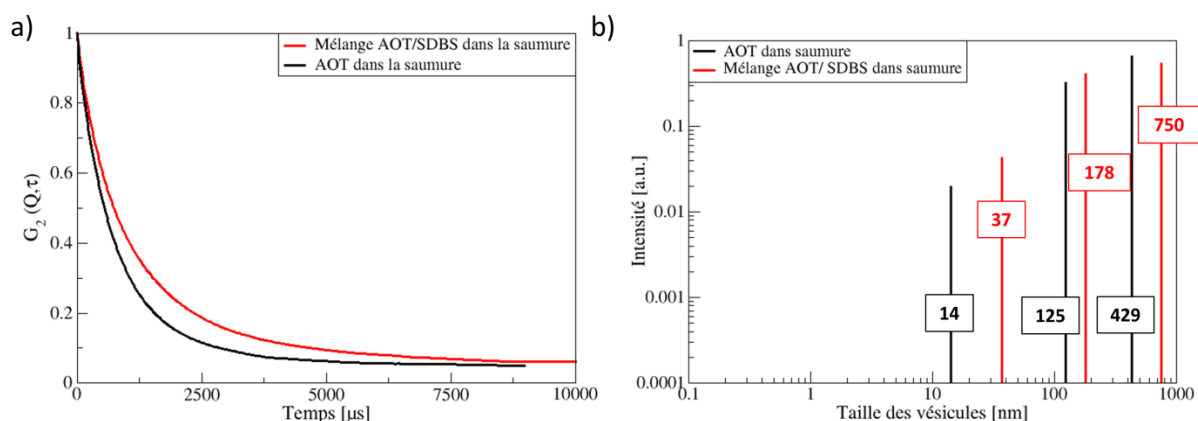 a)
Mélange AOT/SDBS dans la saumure
AOT dans la saumure
1
0.8
0.6
0.4
0.2
0
G₂ (Q,τ)
0 2500 5000 7500 10000
Temps [µs]
b)
AOT dans saumure
Mélange AOT/ SDBS dans saumure
1
0.1
0.01
0.001
0.0001
Intensité [a.u.]
750
178
37
14
125
429
0.1 1 10 100 1000
Taille des vésicules [nm]